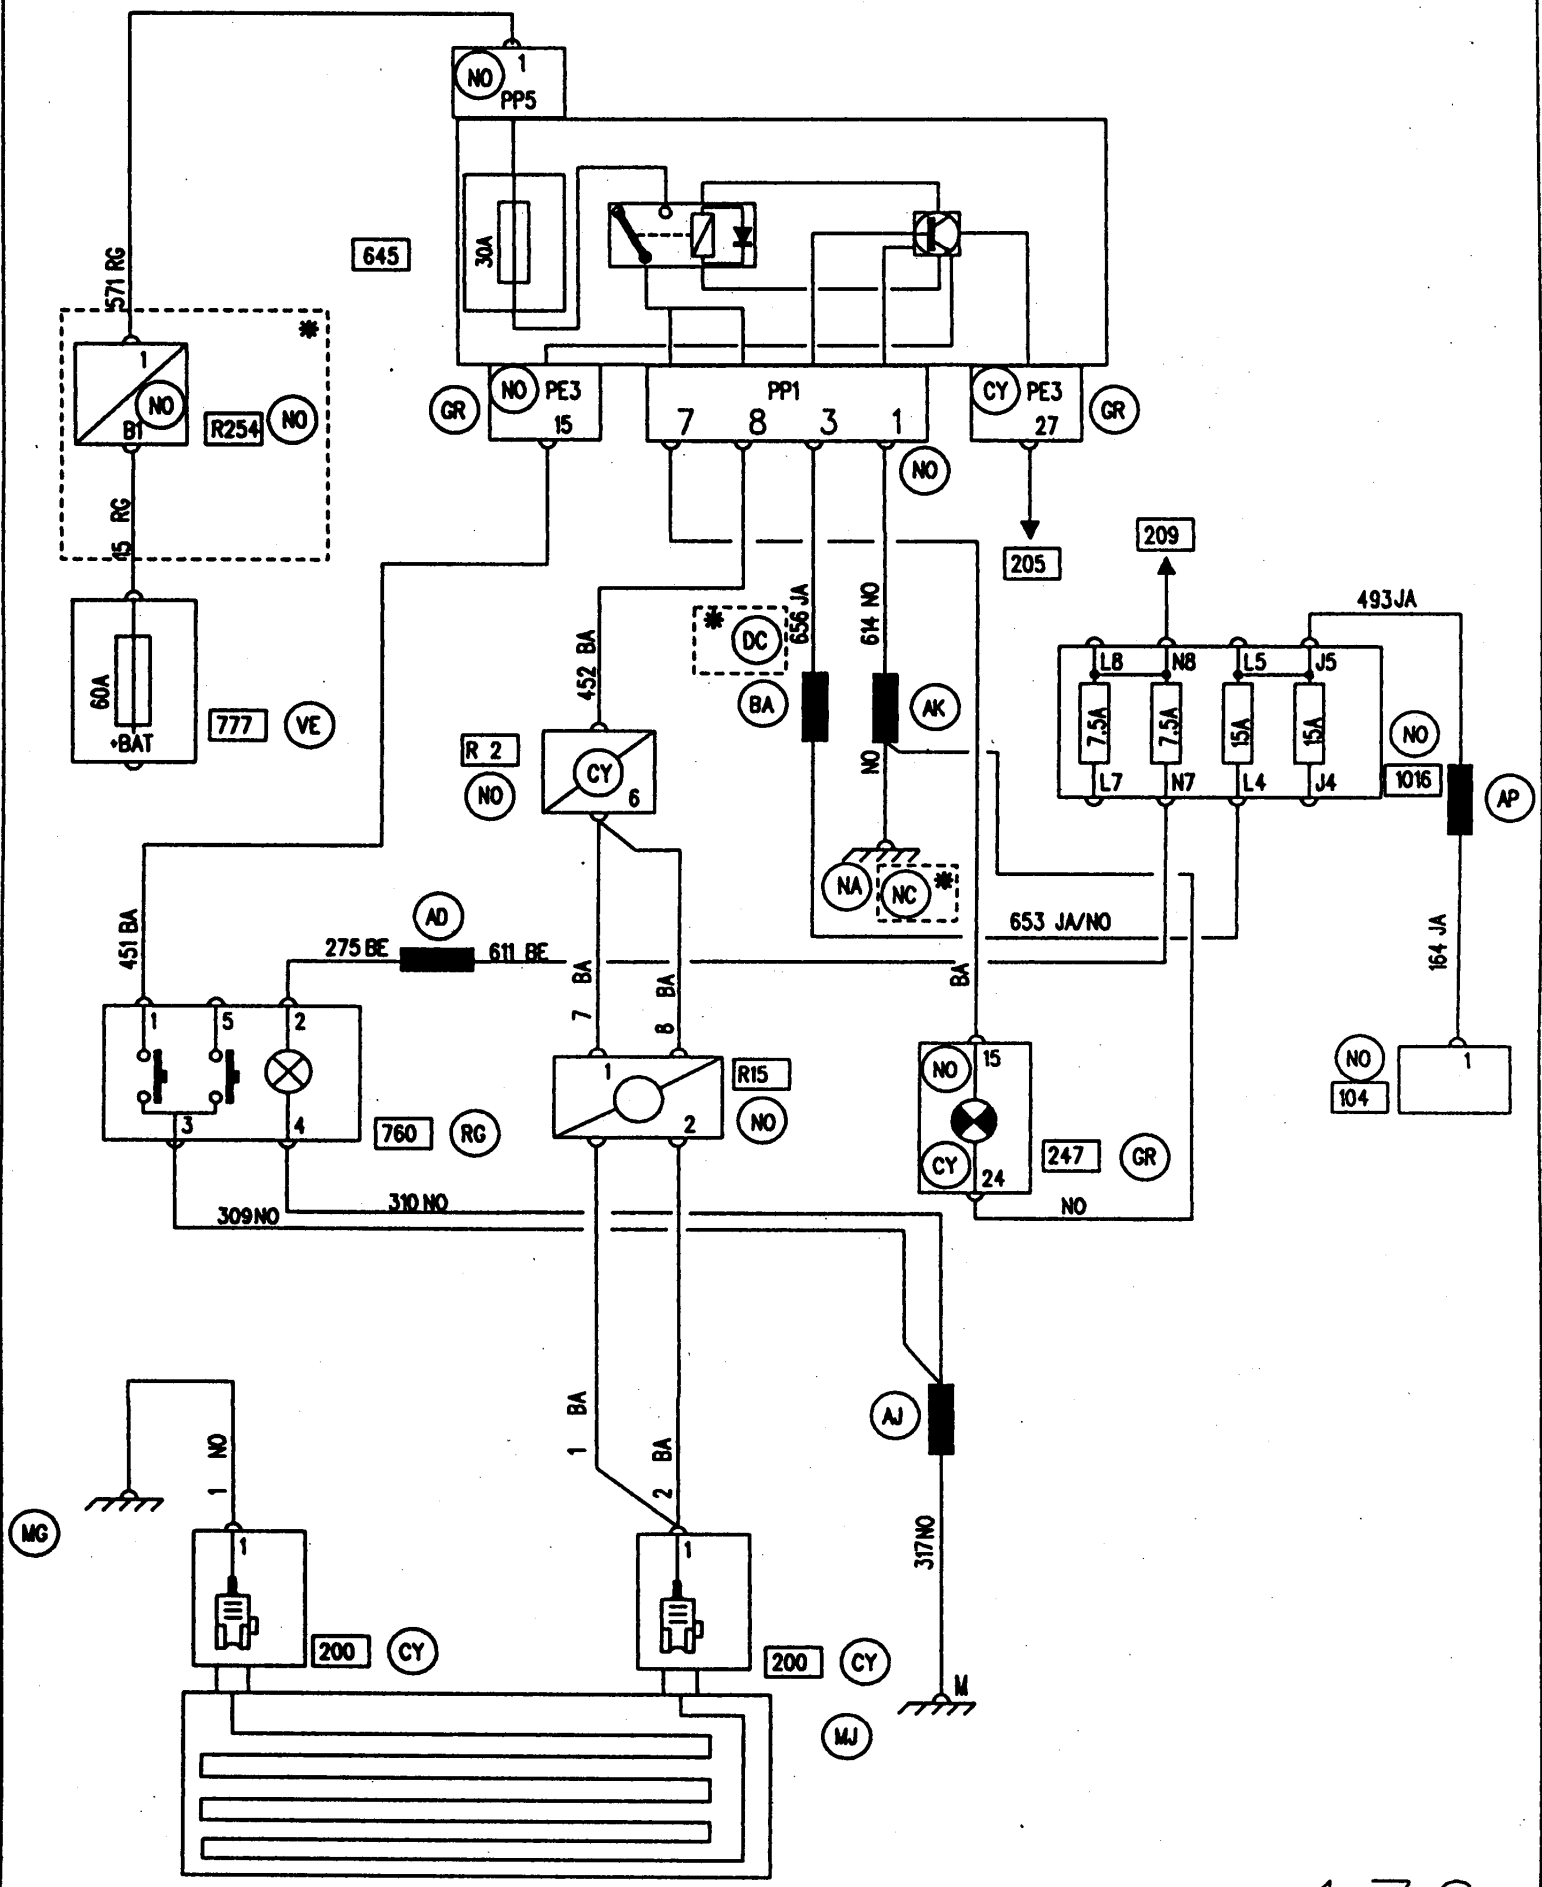 1
NO
PP5
571 RG
30A
645
*
1
NO
B1
R254
NO
15 RG
60A
+BAT
777
VE
GR
NO
PE3
15
PP1
7 8 3 1
NO
CY
PE3
27
GR
205
209
493JA
452 BA
*
DC
BA
656 JA
614 NO
AK
NO
L8 N8 L5 J5
7.5A 7.5A 15A 15A
L7 N7 L4 J4
NO
1016
AP
R 2
NO
CY
6
NA
NC
*
653 JA/NO
164 JA
451 BA
AD
275 BE
611 BE
7 BA
8 BA
BA
1 5 2
3 4
760
RG
1
2
R15
NO
NO
15
CY
24
247
GR
NO
NO
104
1
310 NO
309NO
1 BA
2 BA
AJ
317NO
M
1 NO
MG
1
200
CY
1
200
CY
MJ